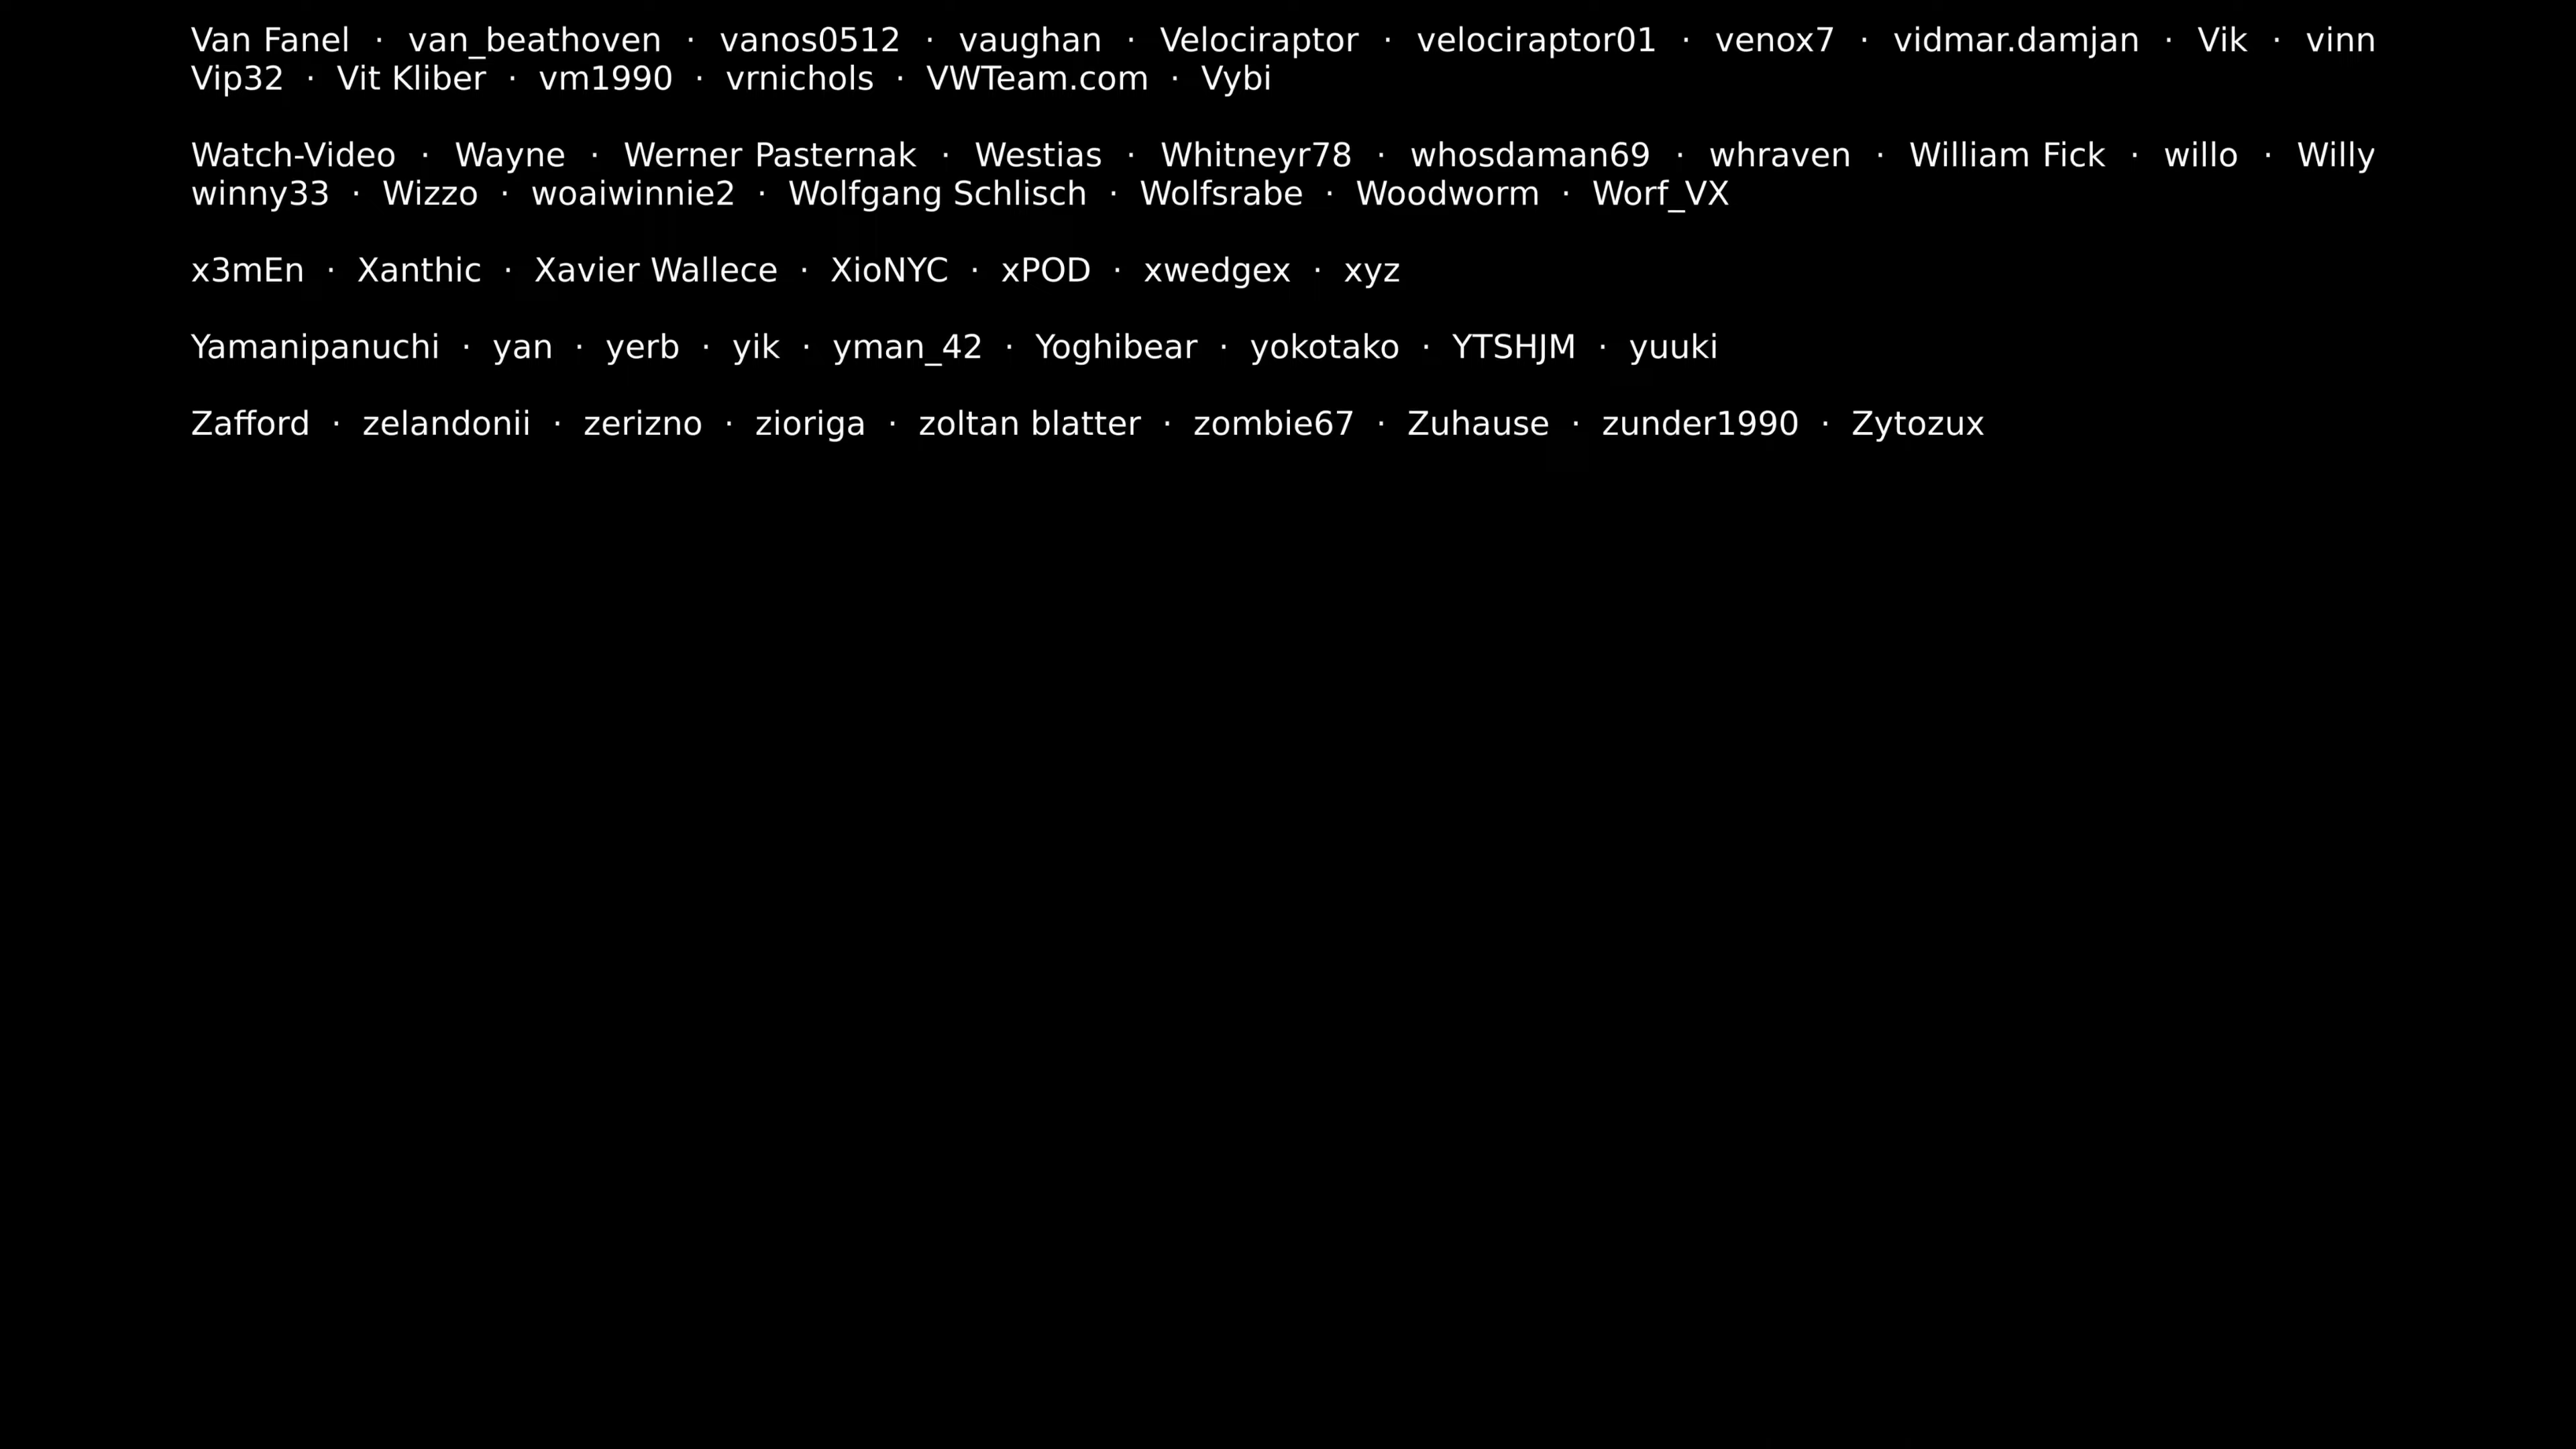 Van Fanel · van_beathoven · vanos0512 · vaughan · Velociraptor · velociraptor01 · venox7 · vidmar.damjan · Vik · vinn
Vip32 · Vit Kliber · vm1990 · vrnichols · VWTeam.com · Vybi
Watch-Video · Wayne · Werner Pasternak · Westias · Whitneyr78 · whosdaman69 · whraven · William Fick · willo · Willy
winny33 · Wizzo · woaiwinnie2 · Wolfgang Schlisch · Wolfsrabe · Woodworm · Worf_VX
x3mEn · Xanthic · Xavier Wallece · XioNYC · xPOD · xwedgex · xyz
Yamanipanuchi · yan · yerb · yik · yman_42 · Yoghibear · yokotako · YTSHJM · yuuki
Zafford · zelandonii · zerizno · zioriga · zoltan blatter · zombie67 · Zuhause · zunder1990 · Zytozux